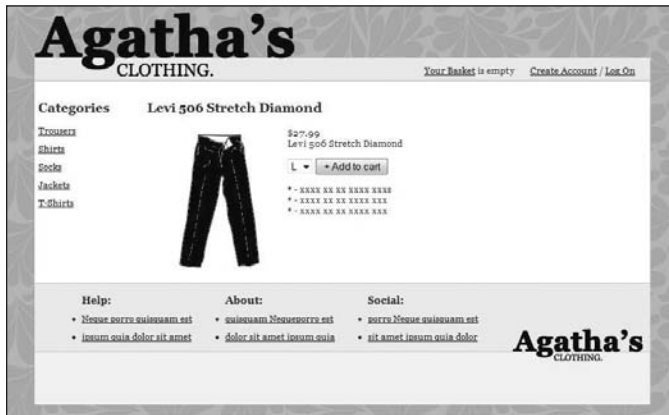 Agatha's
CLOTHING.
Your Basket is empty Create Account / Log On
Categories
Trousers
Shirts
Socks
Jackets
T-Shirts
Levi 506 Stretch Diamond
$27.99
Levi 506 Stretch Diamond
L + Add to cart
* - xxxx xx xx xxxx xxxx
* - xxxx xx xx xxxx xxx
* - xxxx xx xx xxxx xxx
Help:
• Neque porro quisquam est
• ipsum quia dolor sit amet
About:
• quisquam Nequeporro est
• dolor sit amet ipsum quia
Social:
• porro Neque quisquam est
• sit amet ipsum quia dolor
Agatha's
CLOTHING.